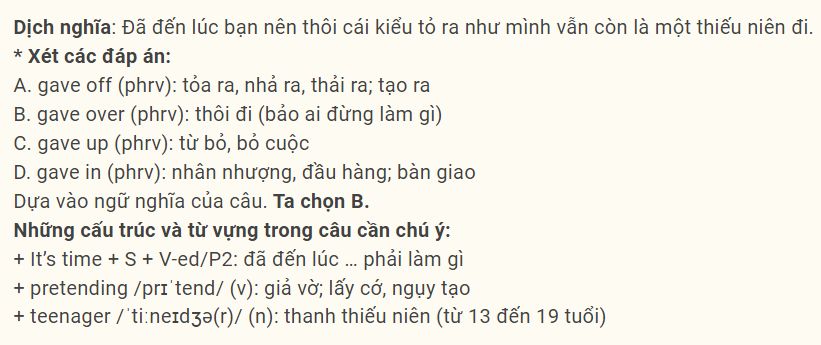 Dịch nghĩa: Đã đến lúc bạn nên thôi cái kiểu tỏ ra như mình vẫn còn là một thiếu niên đi.
* Xét các đáp án:
A. gave off (phrv): tỏa ra, nhả ra, thải ra; tạo ra
B. gave over (phrv): thôi đi (bảo ai đừng làm gì)
C. gave up (phrv): từ bỏ, bỏ cuộc
D. gave in (phrv): nhân nhượng, đầu hàng; bàn giao
Dựa vào ngữ nghĩa của câu. Ta chọn B.
Những cấu trúc và từ vựng trong câu cần chú ý:
+ It’s time + S + V-ed/P2: đã đến lúc … phải làm gì
+ pretending /prɪˈtend/ (v): giả vờ; lấy cớ, ngụy tạo
+ teenager /ˈtiːneɪdʒə(r)/ (n): thanh thiếu niên (từ 13 đến 19 tuổi)